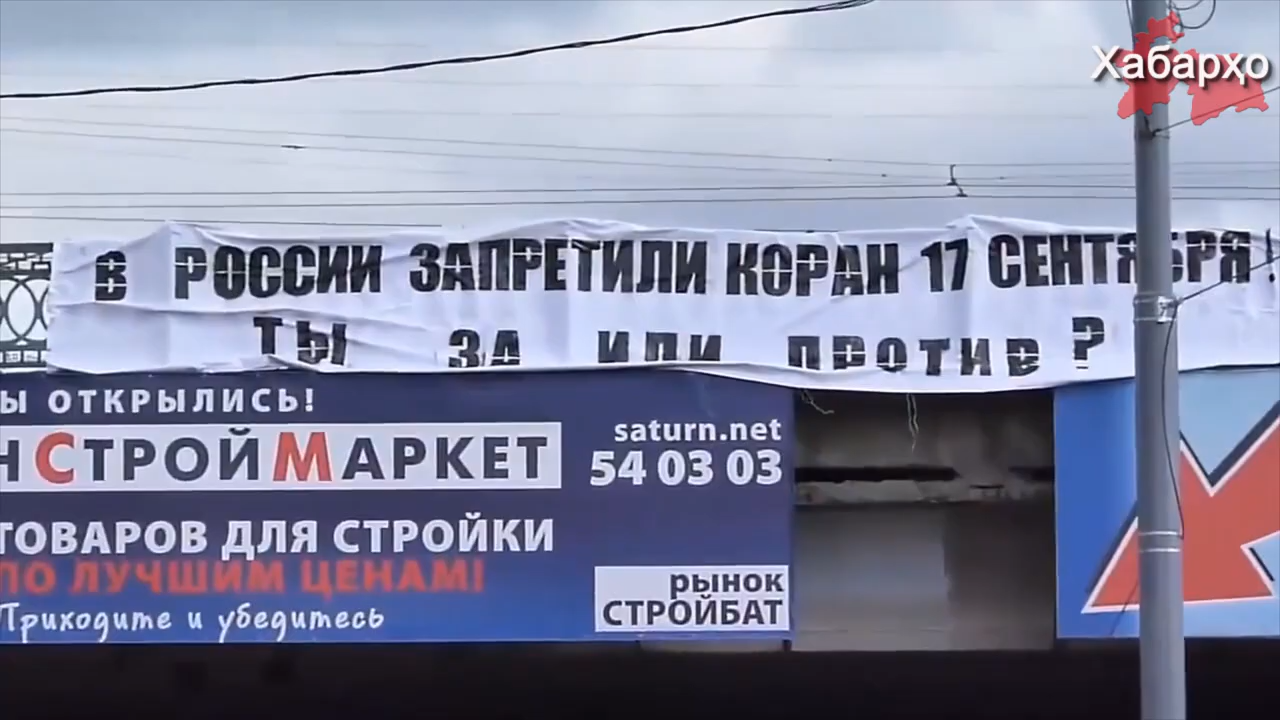 Хабарҳо
В РОССИИ ЗАПРЕТИЛИ КОРАН 17 СЕНТЯБРЯ!
ТЫ ЗА ИЛИ ПРОТИВ?
Ы ОТКРЫЛИСЬ!
НСТРОЙМАРКЕТ
saturn.net
54 03 03
ТОВАРОВ ДЛЯ СТРОЙКИ
ПО ЛУЧШИМ ЦЕНАМ!
Приходите и убедитесь
рынок
СТРОЙБАТ